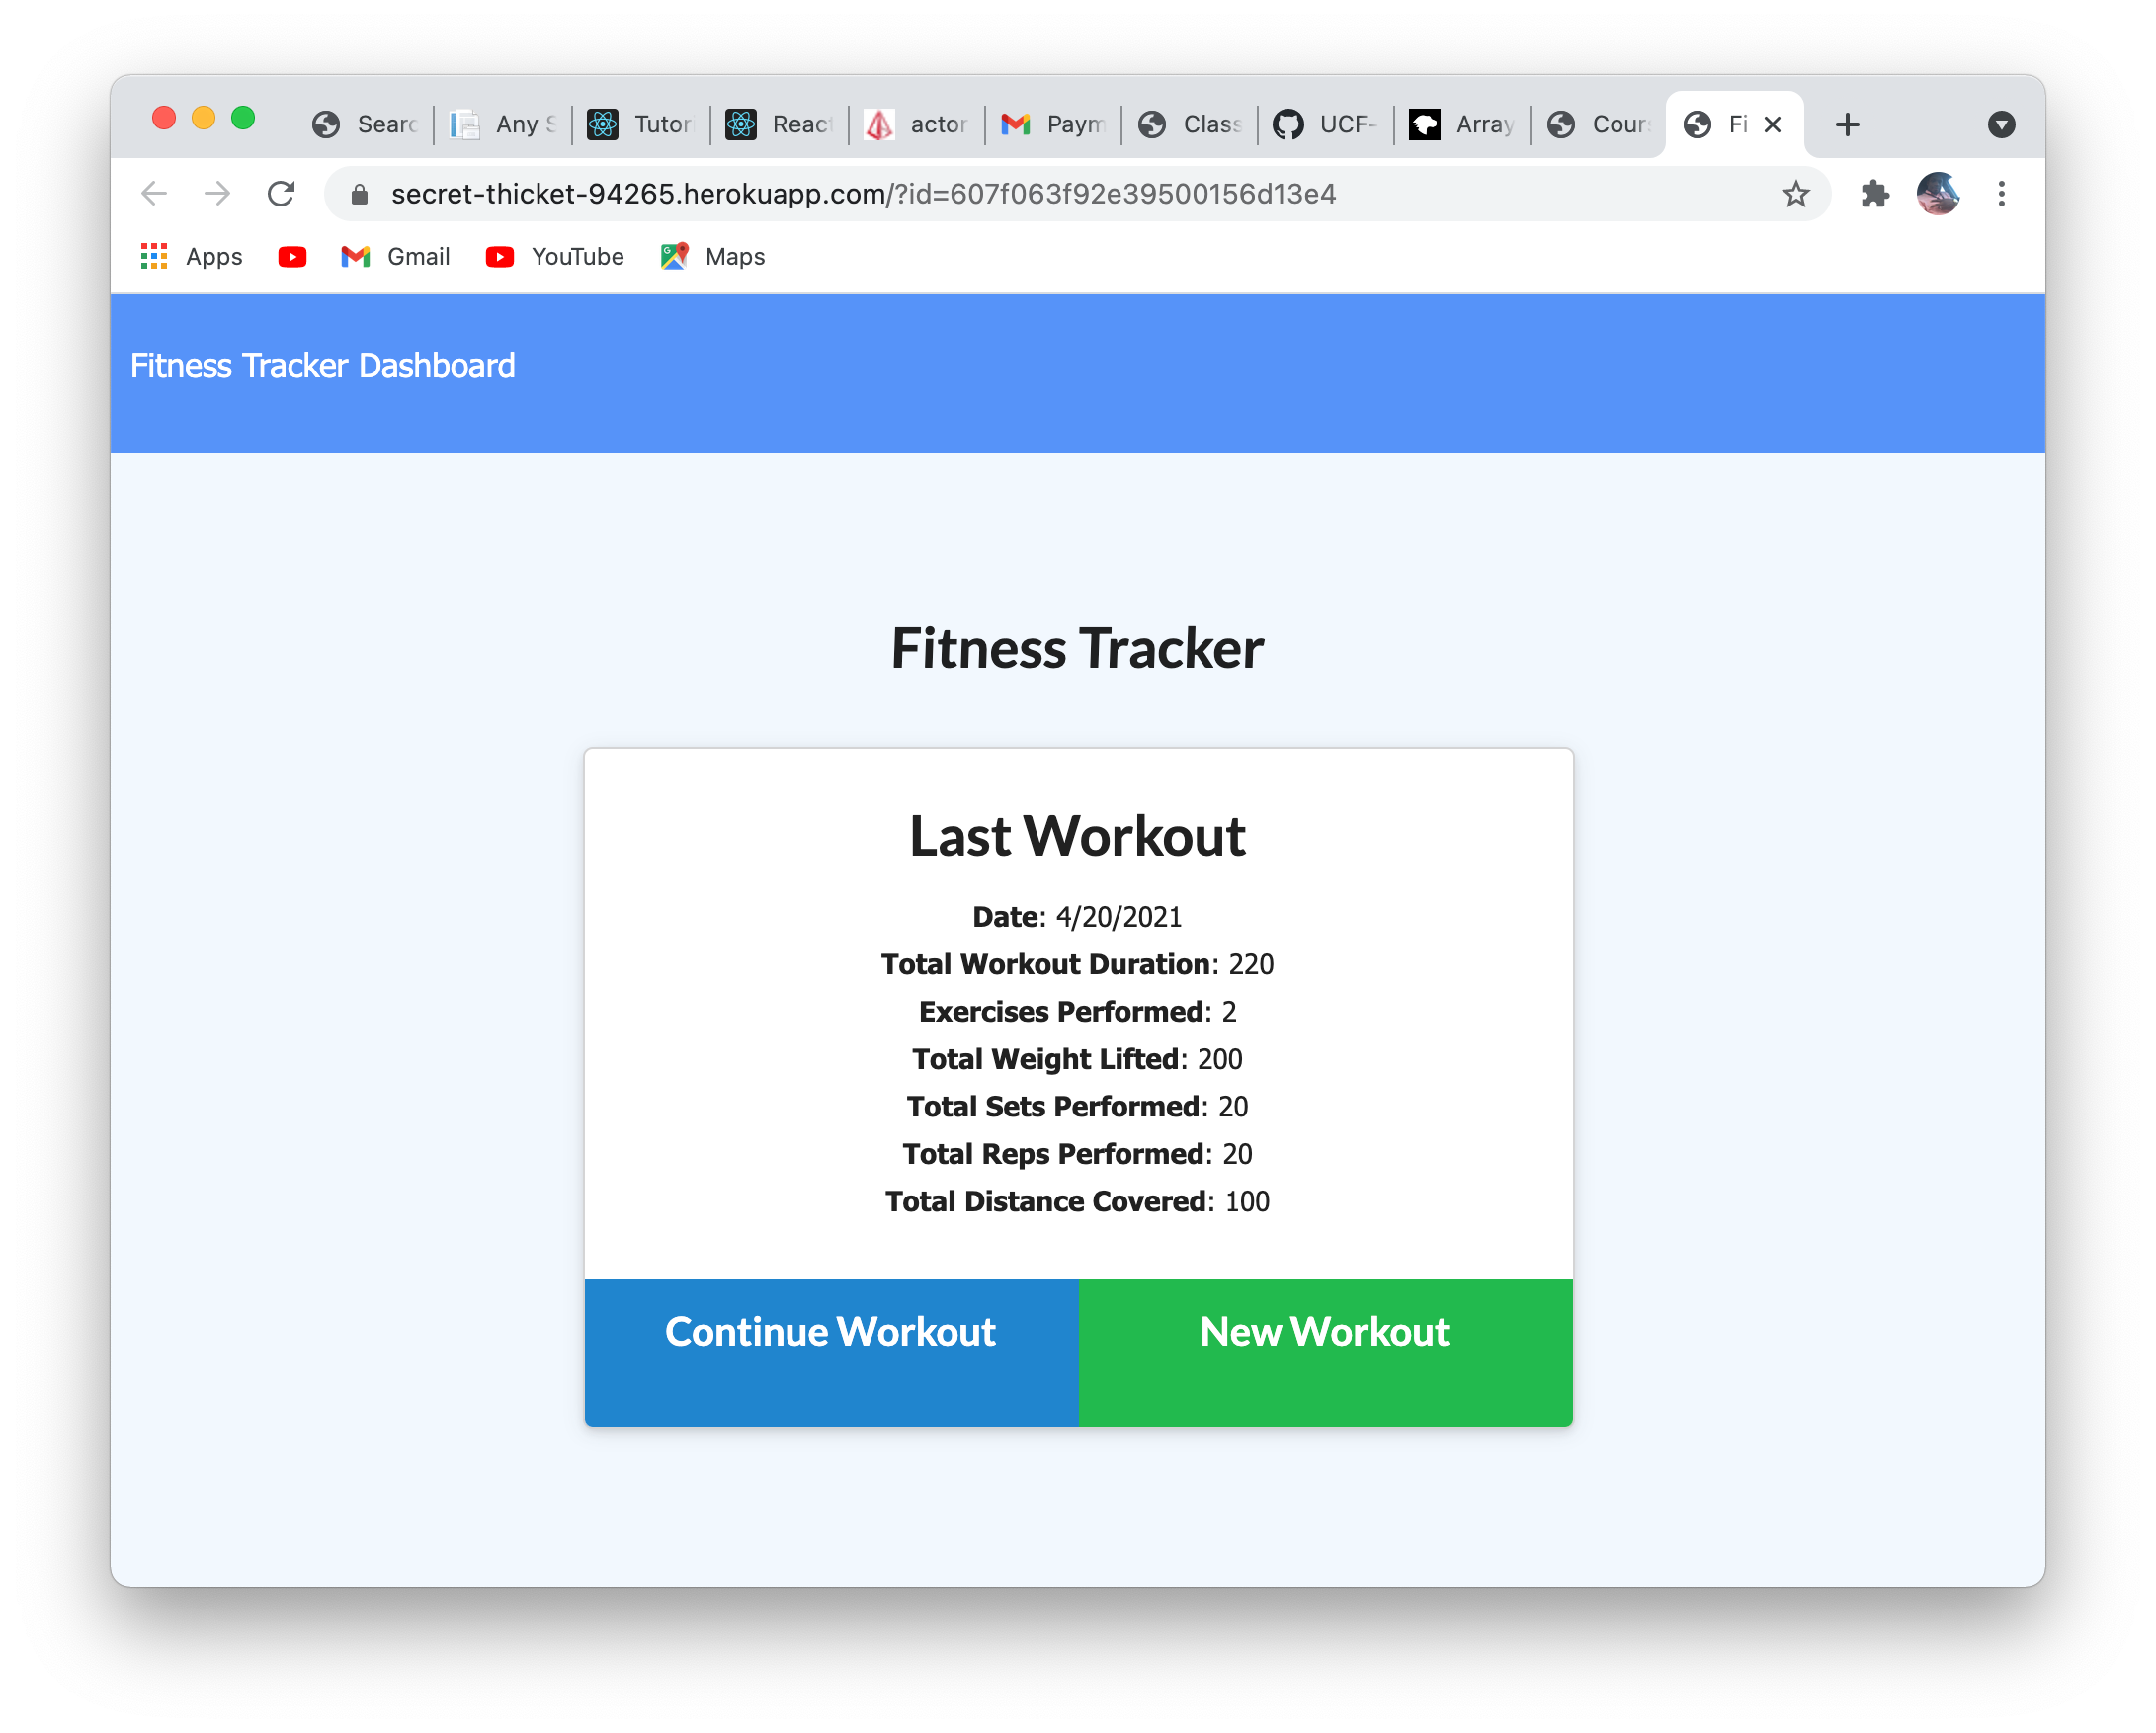 Searc Any S Tutor React actor Paym Class UCF- Array Cour Fi
secret-thicket-94265.herokuapp.com/?id=607f063f92e39500156d13e4
Apps Gmail YouTube Maps
Fitness Tracker Dashboard
Fitness Tracker
Last Workout
Date: 4/20/2021
Total Workout Duration: 220
Exercises Performed: 2
Total Weight Lifted: 200
Total Sets Performed: 20
Total Reps Performed: 20
Total Distance Covered: 100
Continue Workout New Workout